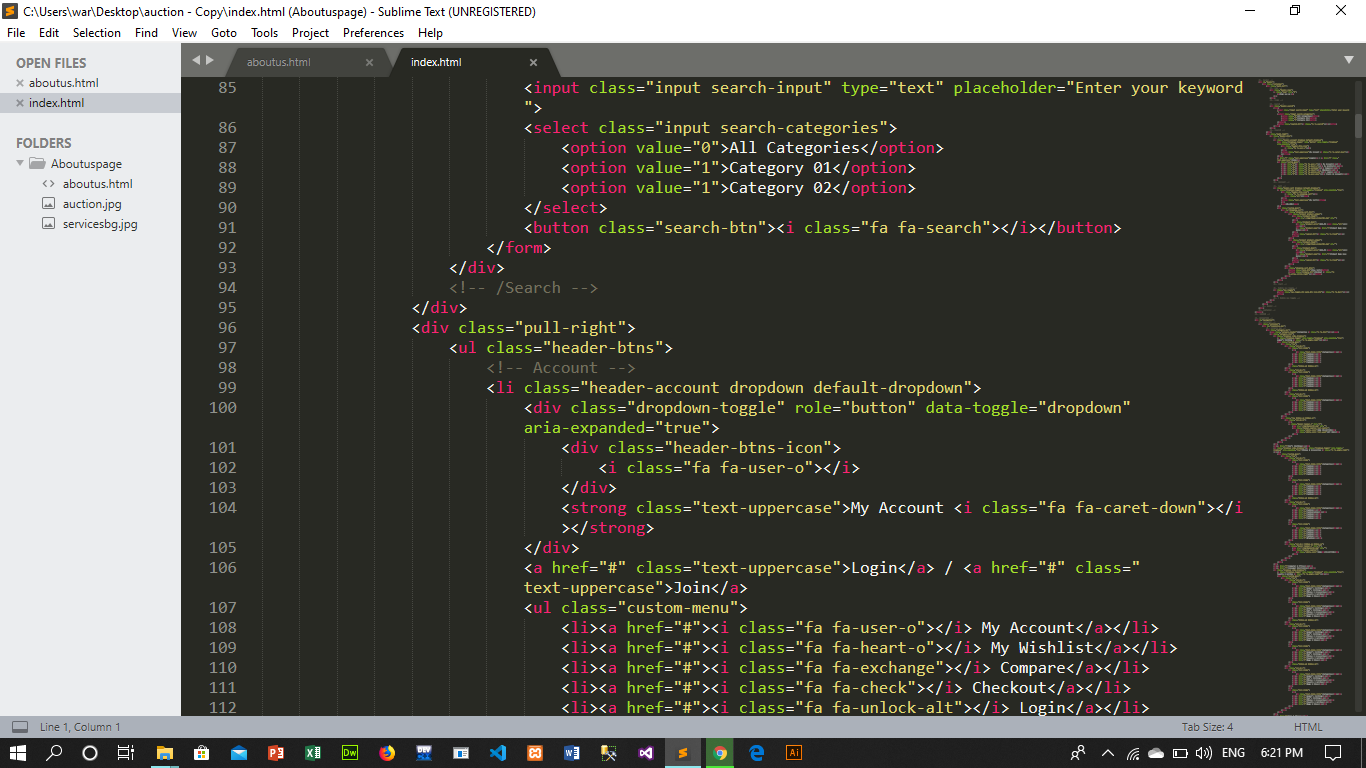 C:\Users\war\Desktop\auction - Copy\index.html (Aboutuspage) - Sublime Text (UNREGISTERED)
File Edit Selection Find View Goto Tools Project Preferences Help
OPEN FILES
aboutus.html
index.html
FOLDERS
Aboutuspage
aboutus.html
auction.jpg
servicesbg.jpg
aboutus.html index.html
85 <input class="input search-input" type="text" placeholder="Enter your keyword
">
86 <select class="input search-categories">
87 <option value="0">All Categories</option>
88 <option value="1">Category 01</option>
89 <option value="1">Category 02</option>
90 </select>
91 <button class="search-btn"><i class="fa fa-search"></i></button>
92 </form>
93 </div>
94 <!-- /Search -->
95 </div>
96 <div class="pull-right">
97 <ul class="header-btns">
98 <!-- Account -->
99 <li class="header-account dropdown default-dropdown">
100 <div class="dropdown-toggle" role="button" data-toggle="dropdown"
aria-expanded="true">
101 <div class="header-btns-icon">
102 <i class="fa fa-user-o"></i>
103 </div>
104 <strong class="text-uppercase">My Account <i class="fa fa-caret-down"></i
></strong>
105 </div>
106 <a href="#" class="text-uppercase">Login</a> / <a href="#" class="
text-uppercase">Join</a>
107 <ul class="custom-menu">
108 <li><a href="#"><i class="fa fa-user-o"></i> My Account</a></li>
109 <li><a href="#"><i class="fa fa-heart-o"></i> My Wishlist</a></li>
110 <li><a href="#"><i class="fa fa-exchange"></i> Compare</a></li>
111 <li><a href="#"><i class="fa fa-check"></i> Checkout</a></li>
112 <li><a href="#"><i class="fa fa-unlock-alt"></i> Login</a></li>
Line 1, Column 1 Tab Size: 4 HTML
ENG 6:21 PM